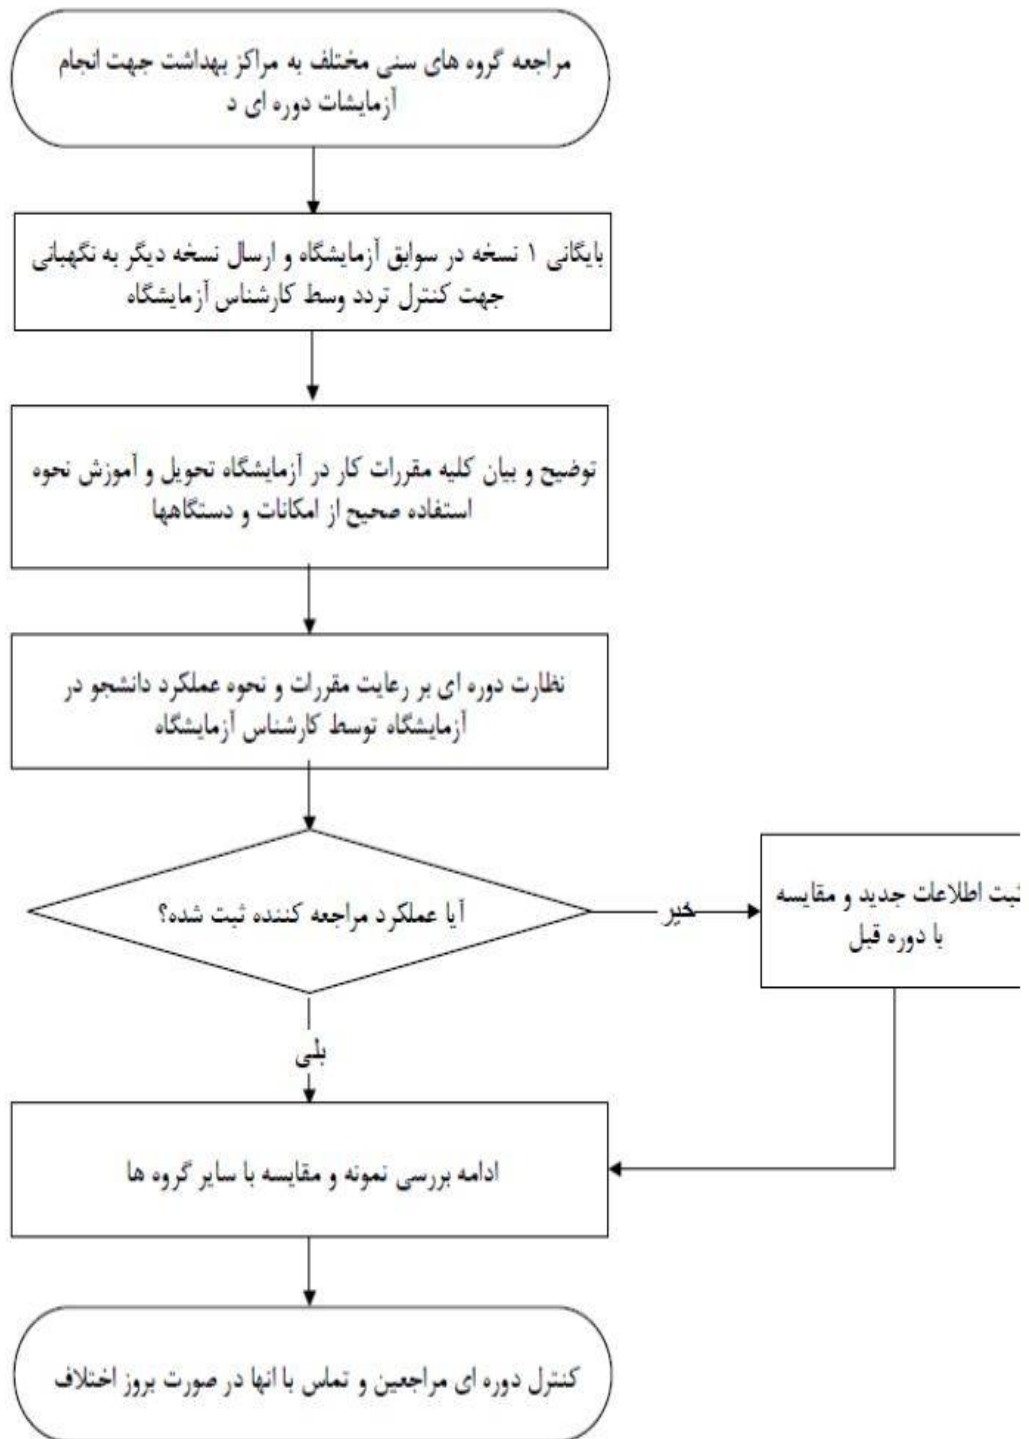 مراجعه گروه های سنی مختلف به مراکز بهداشت جهت انجام
آزمایشات دوره ای د
بایگانی ۱ نسخه در سوابق آزمایشگاه و ارسال نسخه دیگر به نگهبانی
جهت کنترل تردد وسط کارشناس آزمایشگاه
توضیح و بیان کلیه مقررات کار در آزمایشگاه تحویل و آموزش نحوه
استفاده صحیح از امکانات و دستگاهها
نظارت دوره ای بر رعایت مقررات و نحوه عملکرد دانشجو در
آزمایشگاه توسط کارشناس آزمایشگاه
آیا عملکرد مراجعه کننده ثبت شده؟
خیر
ثبت اطلاعات جدید و مقایسه
با دوره قبل
بلی
ادامه بررسی نمونه و مقایسه با سایر گروه ها
کنترل دوره ای مراجعین و تماس با انها در صورت بروز اختلاف